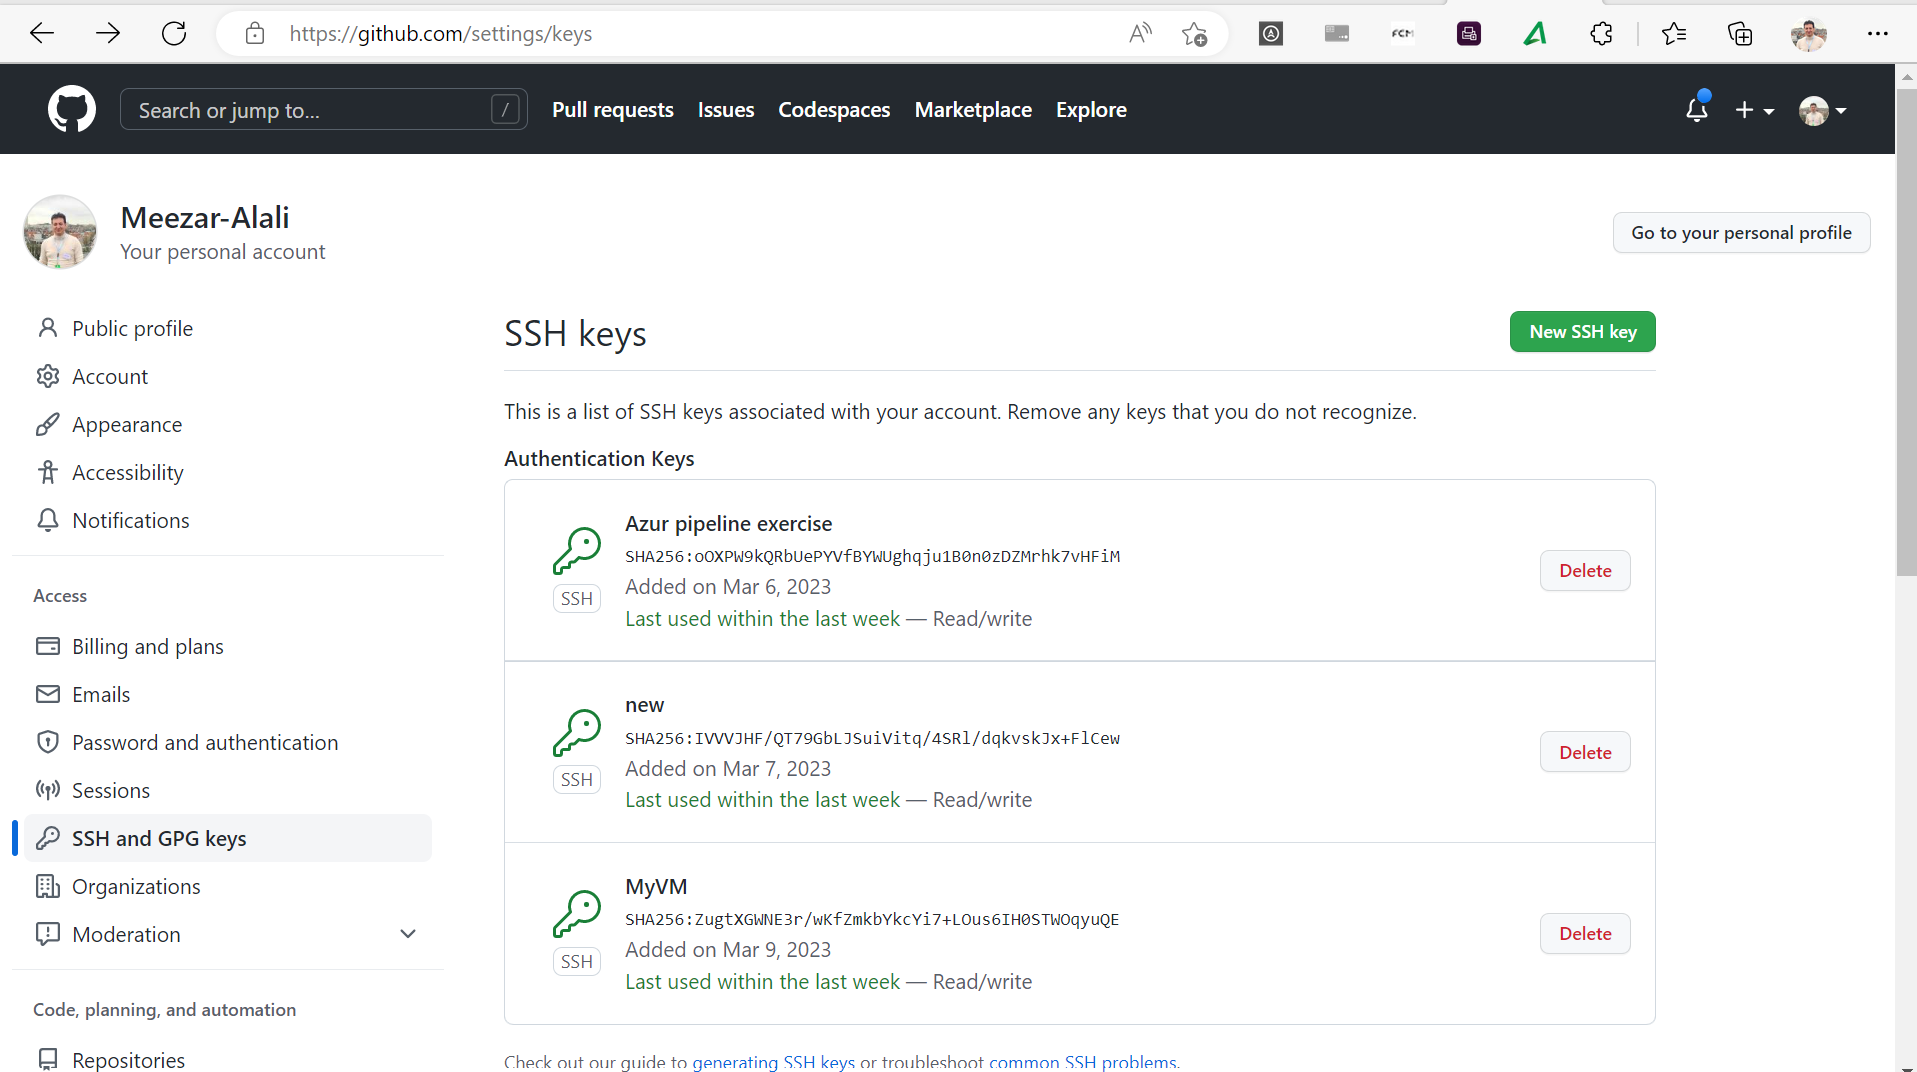 https://github.com/settings/keys
FCM
Search or jump to... /
Pull requests Issues Codespaces Marketplace Explore
Meezar-Alali
Your personal account
Go to your personal profile
Public profile
Account
Appearance
Accessibility
Notifications
Access
Billing and plans
Emails
Password and authentication
Sessions
SSH and GPG keys
Organizations
Moderation
Code, planning, and automation
Repositories
SSH keys
New SSH key
This is a list of SSH keys associated with your account. Remove any keys that you do not recognize.
Authentication Keys
Azur pipeline exercise
SHA256:oOXPW9kQRbUePYVfBYWUghqju1B0n0zDZMrhk7vHFiM
Added on Mar 6, 2023
Last used within the last week — Read/write
SSH
Delete
new
SHA256:IVVVJHF/QT79GbLJSuiVitq/4SRl/dqkvskJx+FlCew
Added on Mar 7, 2023
Last used within the last week — Read/write
SSH
Delete
MyVM
SHA256:ZugtXGWNE3r/wKfZmkbYkcYi7+LOus6IH0STWOqyuQE
Added on Mar 9, 2023
Last used within the last week — Read/write
SSH
Delete
Check out our guide to generating SSH keys or troubleshoot common SSH problems.